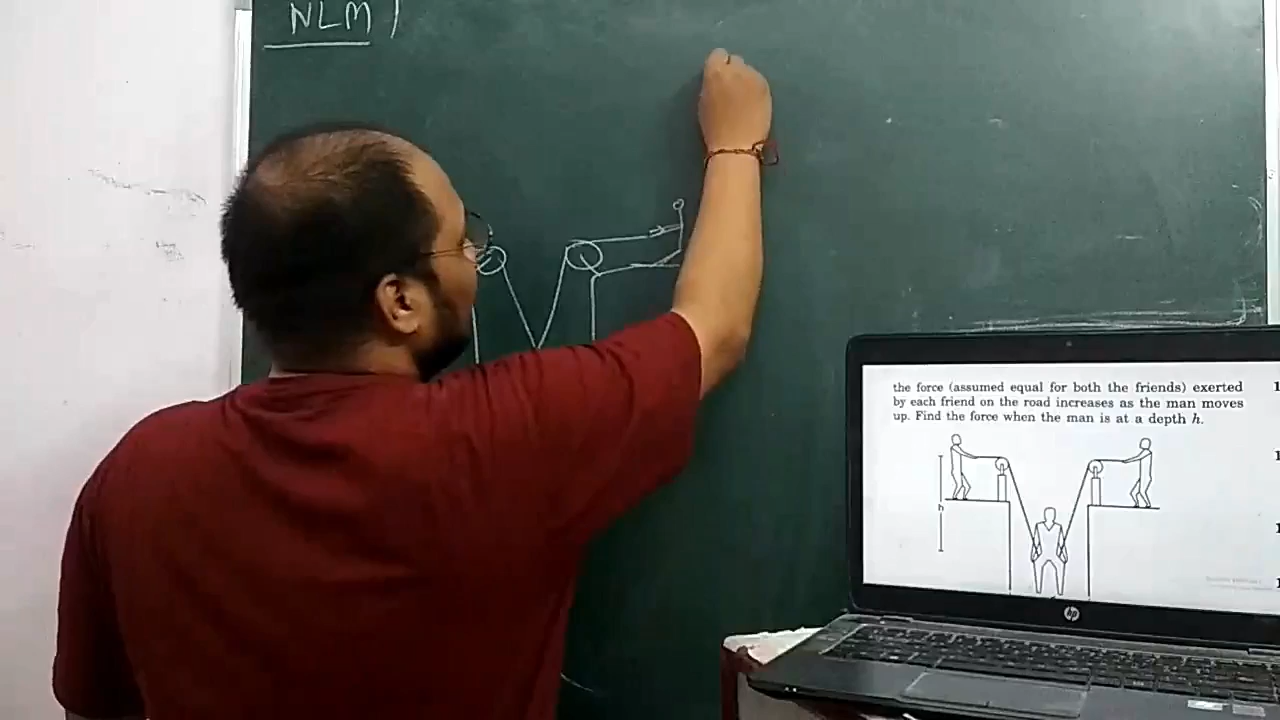 NLM
the force (assumed equal for both the friends) exerted
by each friend on the road increases as the man moves
up. Find the force when the man is at a depth h.
h
hp